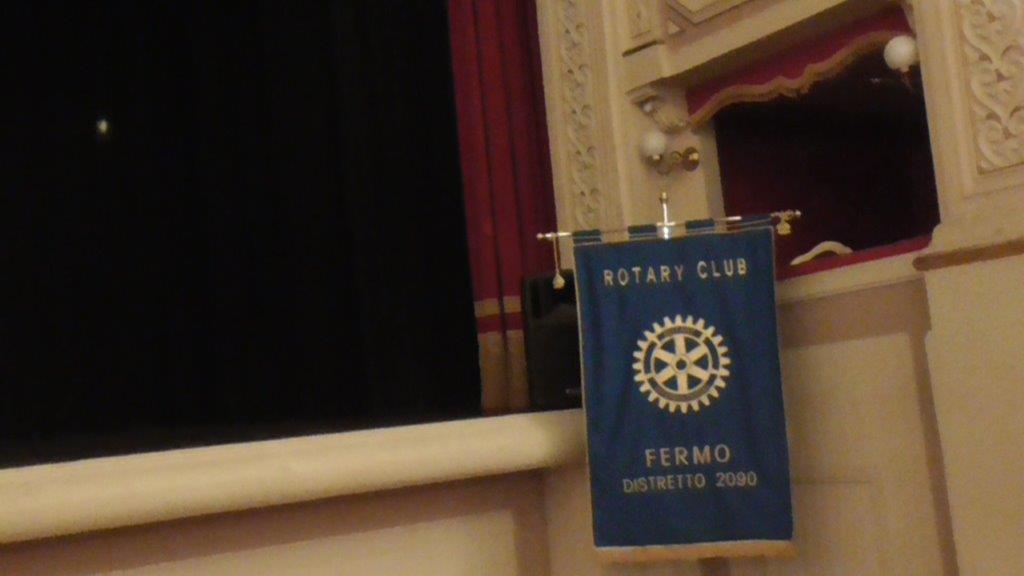 ROTARY CLUB
FERMO
DISTRETTO 2090